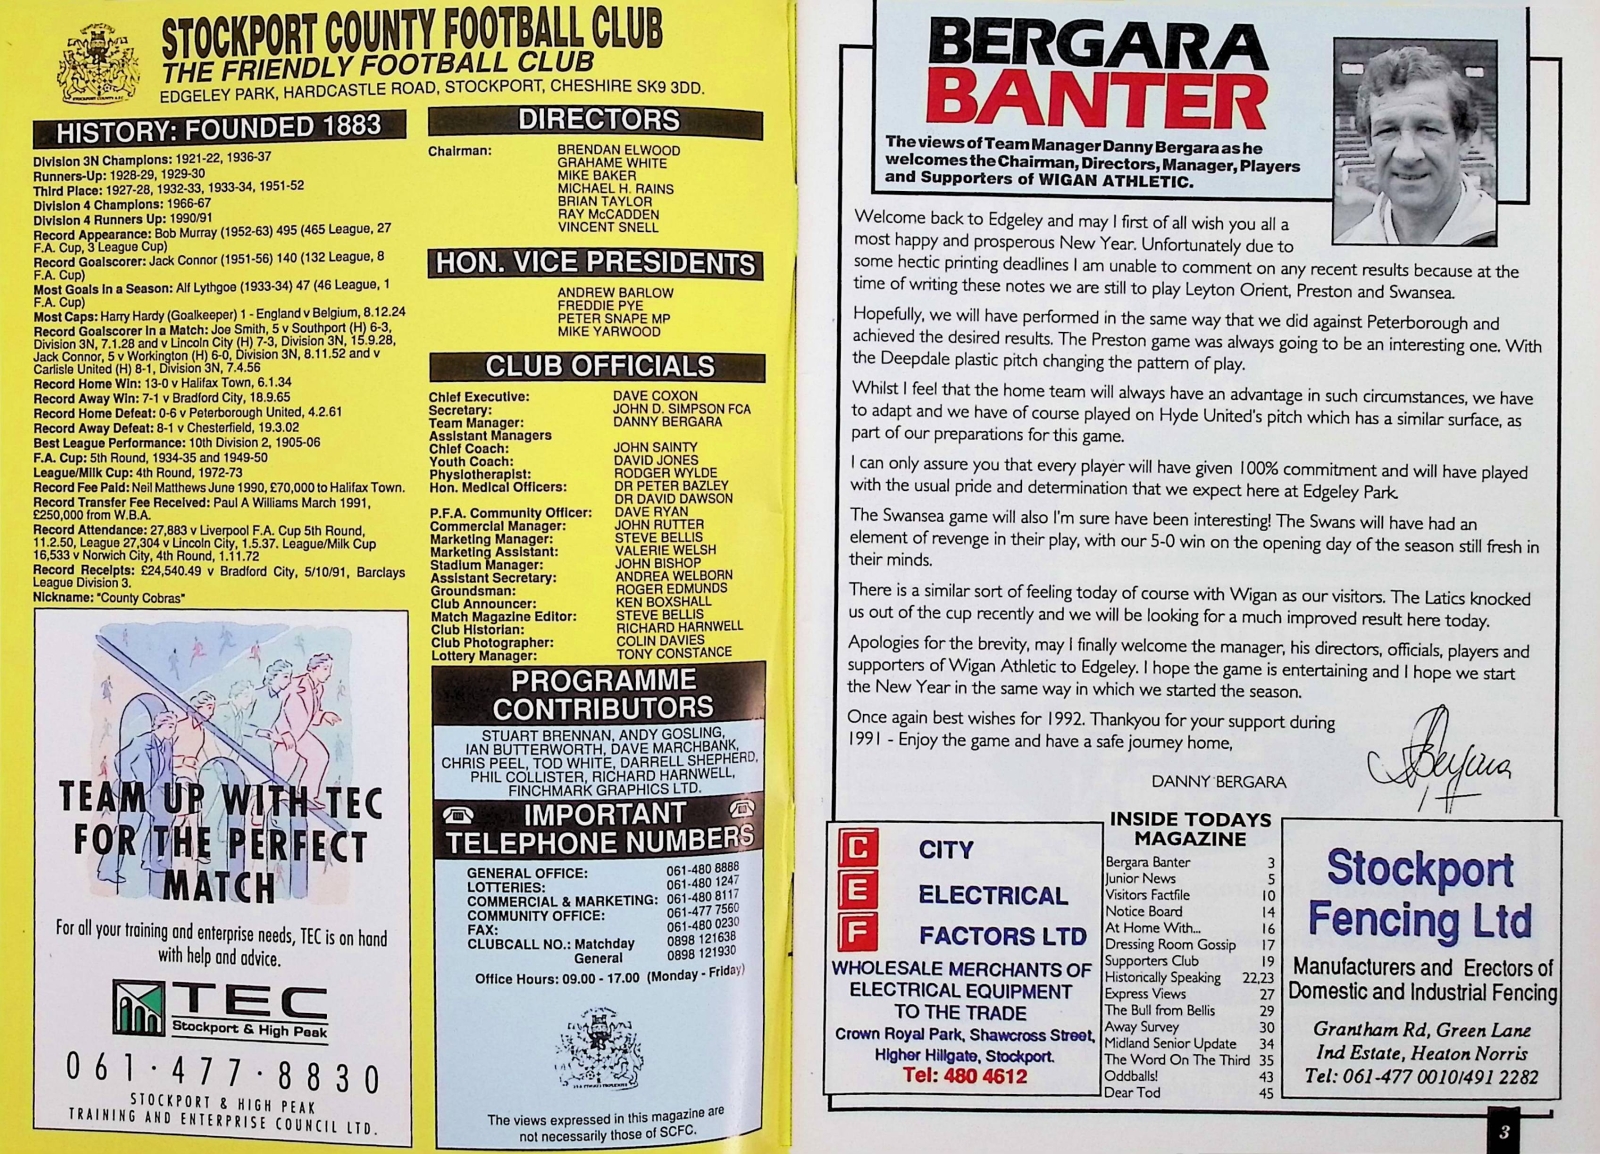 STOCKPORT COUNTY FOOTBALL CLUB
THE FRIENDLY FOOTBALL CLUB
EDGELEY PARK, HARDCASTLE ROAD, STOCKPORT, CHESHIRE SK9 3DD.
HISTORY: FOUNDED 1883
Division 3N Champions: 1921-22, 1936-37
Runners-Up: 1928-29, 1929-30
Third Place: 1927-28, 1932-33, 1933-34, 1951-52
Division 4 Champions: 1966-67
Division 4 Runners Up: 1990/91
Record Appearance: Bob Murray (1952-63) 495 (465 League, 27
F.A. Cup, 3 League Cup)
Record Goalscorer: Jack Connor (1951-56) 140 (132 League, 8
F.A. Cup)
Most Goals In a Season: Alf Lythgoe (1933-34) 47 (46 League, 1
F.A. Cup)
Most Caps: Harry Hardy (Goalkeeper) 1 - England v Belgium, 8.12.24
Record Goalscorer In a Match: Joe Smith, 5 v Southport (H) 6-3,
Division 3N, 7.1.28 and v Lincoln City (H) 7-3, Division 3N, 15.9.28,
Jack Connor, 5 v Workington (H) 6-0, Division 3N, 8.11.52 and v
Carlisle United (H) 8-1, Division 3N, 7.4.56
Record Home Win: 13-0 v Halifax Town, 6.1.34
Record Away Win: 7-1 v Bradford City, 18.9.65
Record Home Defeat: 0-6 v Peterborough United, 4.2.61
Record Away Defeat: 8-1 v Chesterfield, 19.3.02
Best League Performance: 10th Division 2, 1905-06
F.A. Cup: 5th Round, 1934-35 and 1949-50
League/Milk Cup: 4th Round, 1972-73
Record Fee Paid: Neil Matthews June 1990, £70,000 to Halifax Town.
Record Transfer Fee Received: Paul A Williams March 1991,
£250,000 from W.B.A.
Record Attendance: 27,883 v Liverpool F.A. Cup 5th Round,
11.2.50, League 27,304 v Lincoln City, 1.5.37. League/Milk Cup
16,533 v Norwich City, 4th Round, 1.11.72
Record Receipts: £24,540.49 v Bradford City, 5/10/91, Barclays
League Division 3.
Nickname: "County Cobras"
TEAM UP WITH TEC
FOR THE PERFECT
MATCH
For all your training and enterprise needs, TEC is on hand
with help and advice.
TEC
Stockport & High Peak
061·477·8830
STOCKPORT & HIGH PEAK
TRAINING AND ENTERPRISE COUNCIL LTD.
DIRECTORS
Chairman: BRENDAN ELWOOD
GRAHAME WHITE
MIKE BAKER
MICHAEL H. RAINS
BRIAN TAYLOR
RAY McCADDEN
VINCENT SNELL
HON. VICE PRESIDENTS
ANDREW BARLOW
FREDDIE PYE
PETER SNAPE MP
MIKE YARWOOD
CLUB OFFICIALS
Chief Executive: DAVE COXON
Secretary: JOHN D. SIMPSON FCA
Team Manager: DANNY BERGARA
Assistant Managers
Chief Coach: JOHN SAINTY
Youth Coach: DAVID JONES
Physiotherapist: RODGER WYLDE
Hon. Medical Officers: DR PETER BAZLEY
DR DAVID DAWSON
P.F.A. Community Officer: DAVE RYAN
Commercial Manager: JOHN RUTTER
Marketing Manager: STEVE BELLIS
Marketing Assistant: VALERIE WELSH
Stadium Manager: JOHN BISHOP
Assistant Secretary: ANDREA WELBORN
Groundsman: ROGER EDMUNDS
Club Announcer: KEN BOXSHALL
Match Magazine Editor: STEVE BELLIS
Club Historian: RICHARD HARNWELL
Club Photographer: COLIN DAVIES
Lottery Manager: TONY CONSTANCE
PROGRAMME
CONTRIBUTORS
STUART BRENNAN, ANDY GOSLING,
IAN BUTTERWORTH, DAVE MARCHBANK,
CHRIS PEEL, TOD WHITE, DARRELL SHEPHERD,
PHIL COLLISTER, RICHARD HARNWELL,
FINCHMARK GRAPHICS LTD.
IMPORTANT
TELEPHONE NUMBERS
GENERAL OFFICE: 061-480 8888
LOTTERIES: 061-480 1247
COMMERCIAL & MARKETING: 061-480 8117
COMMUNITY OFFICE: 061-477 7560
FAX: 061-480 0230
CLUBCALL NO.: Matchday 0898 121638
General 0898 121930
Office Hours: 09.00 - 17.00 (Monday - Friday)
The views expressed in this magazine are
not necessarily those of SCFC.
BERGARA
BANTER
The views of Team Manager Danny Bergara as he
welcomes the Chairman, Directors, Manager, Players
and Supporters of WIGAN ATHLETIC.
Welcome back to Edgeley and may I first of all wish you all a
most happy and prosperous New Year. Unfortunately due to
some hectic printing deadlines I am unable to comment on any recent results because at the
time of writing these notes we are still to play Leyton Orient, Preston and Swansea.
Hopefully, we will have performed in the same way that we did against Peterborough and
achieved the desired results. The Preston game was always going to be an interesting one. With
the Deepdale plastic pitch changing the pattern of play.
Whilst I feel that the home team will always have an advantage in such circumstances, we have
to adapt and we have of course played on Hyde United's pitch which has a similar surface, as
part of our preparations for this game.
I can only assure you that every player will have given 100% commitment and will have played
with the usual pride and determination that we expect here at Edgeley Park.
The Swansea game will also I'm sure have been interesting! The Swans will have had an
element of revenge in their play, with our 5-0 win on the opening day of the season still fresh in
their minds.
There is a similar sort of feeling today of course with Wigan as our visitors. The Latics knocked
us out of the cup recently and we will be looking for a much improved result here today.
Apologies for the brevity, may I finally welcome the manager, his directors, officials, players and
supporters of Wigan Athletic to Edgeley. I hope the game is entertaining and I hope we start
the New Year in the same way in which we started the season.
Once again best wishes for 1992. Thankyou for your support during
1991 - Enjoy the game and have a safe journey home,
DANNY BERGARA
C CITY
E ELECTRICAL
F FACTORS LTD
WHOLESALE MERCHANTS OF
ELECTRICAL EQUIPMENT
TO THE TRADE
Crown Royal Park, Shawcross Street,
Higher Hillgate, Stockport.
Tel: 480 4612
INSIDE TODAYS
MAGAZINE
Bergara Banter 3
Junior News 5
Visitors Factfile 10
Notice Board 14
At Home With... 16
Dressing Room Gossip 17
Supporters Club 19
Historically Speaking 22,23
Express Views 27
The Bull from Bellis 29
Away Survey 30
Midland Senior Update 34
The Word On The Third 35
Oddballs! 43
Dear Tod 45
Stockport
Fencing Ltd
Manufacturers and Erectors of
Domestic and Industrial Fencing
Grantham Rd, Green Lane
Ind Estate, Heaton Norris
Tel: 061-477 0010/491 2282
3